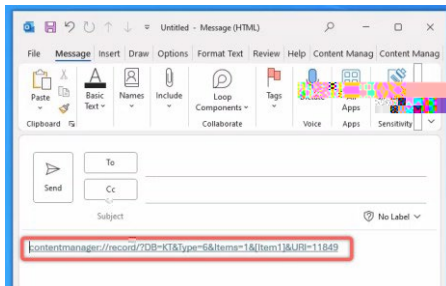 Untitled - Message (HTML)
File Message Insert Draw Options Format Text Review Help Content Manag Content Manag
Paste Basic Text Names Include Loop Components Tags Apps Sensitivity
Clipboard Collaborate Voice Apps Sensitivity
To
Send
Cc
Subject No Label
contentmanager://record/?DB=KT&Type=6&Items=1&[Item1]&URI=11849